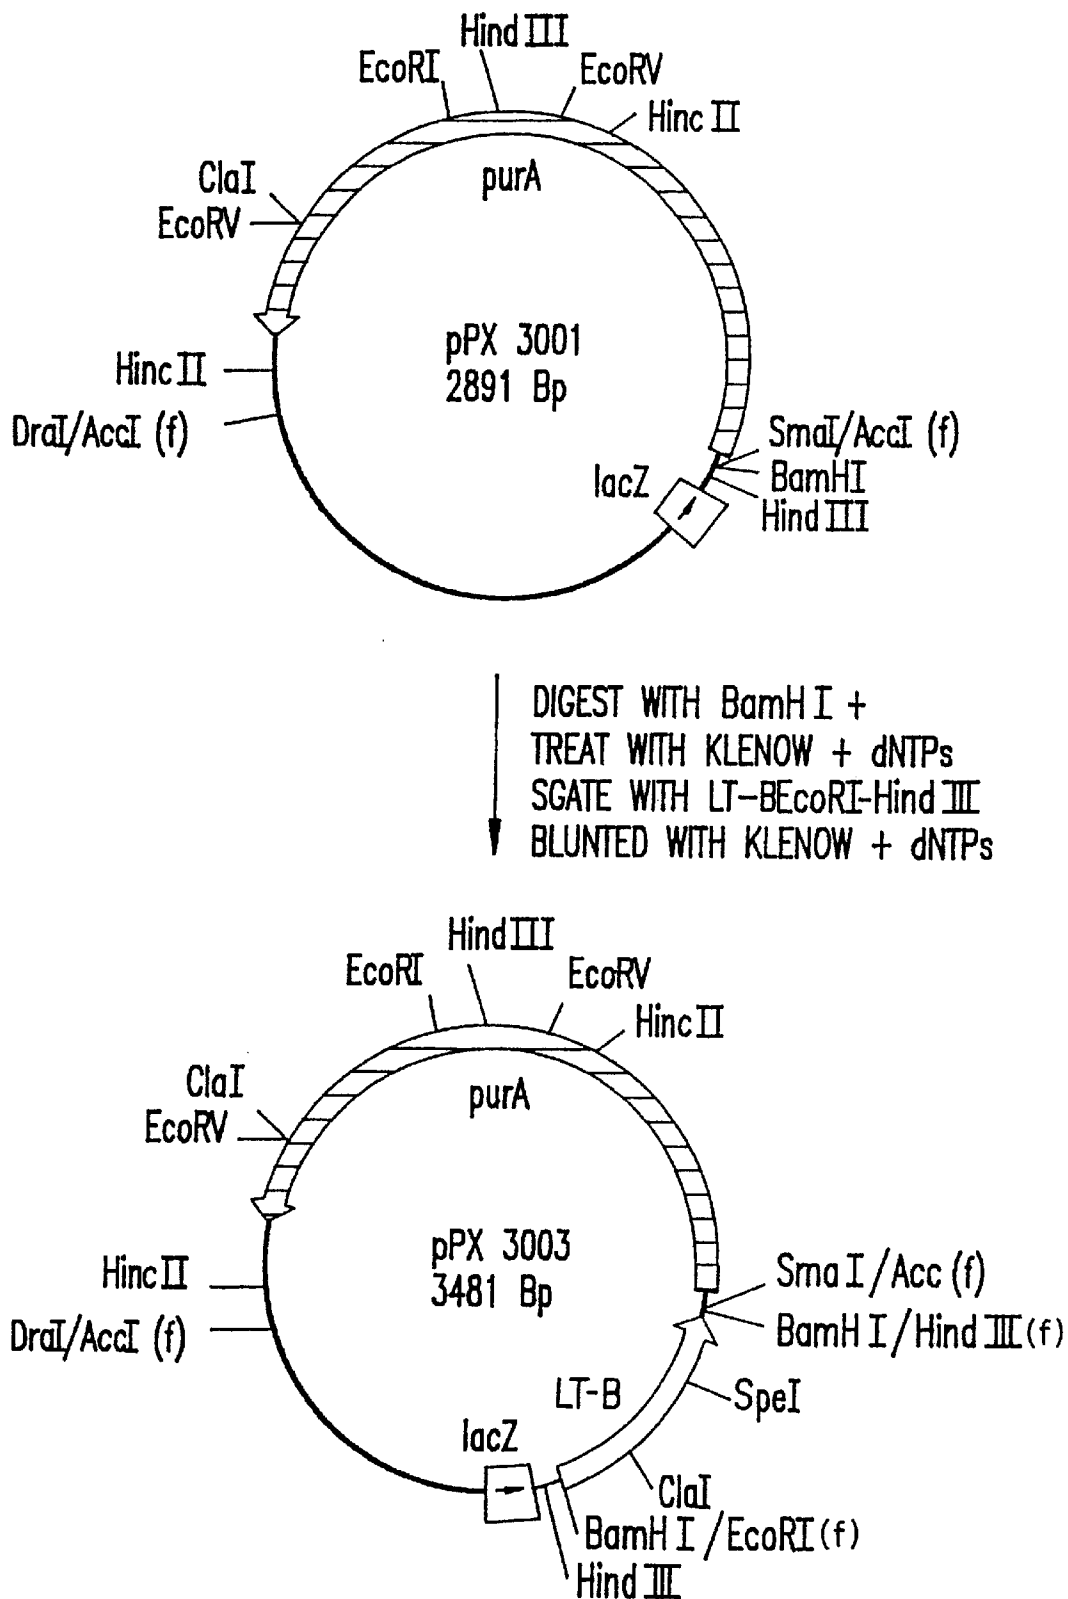 Hind III
EcoRI
EcoRV
Hinc II
purA
ClaI
EcoRV
pPX 3001
2891 Bp
Hinc II
DraI/AccI (f)
SmaI/AccI (f)
BamHI
lacZ
Hind III
DIGEST WITH BamH I +
TREAT WITH KLENOW + dNTPs
SGATE WITH LT-BEcoRI-Hind III
BLUNTED WITH KLENOW + dNTPs
Hind III
EcoRI
EcoRV
Hinc II
ClaI
purA
EcoRV
pPX 3003
3481 Bp
Hinc II
Sma I/Acc (f)
DraI/AccI (f)
BamH I/Hind III (f)
LT-B
SpeI
lacZ
ClaI
BamH I/EcoRI (f)
Hind III